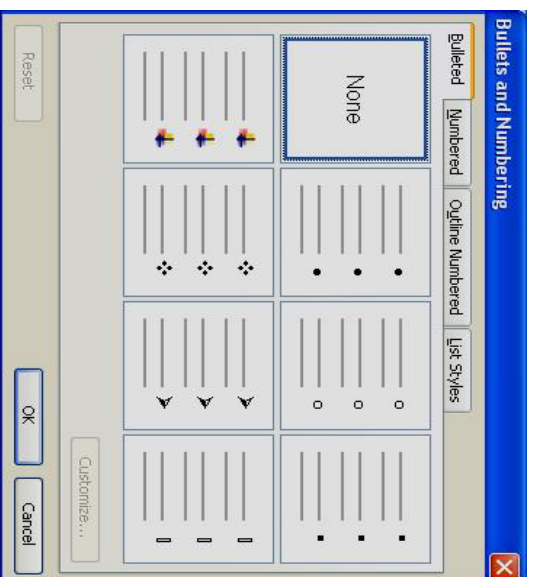 Bullets and Numbering
Bulleted Numbered Outline Numbered List Styles
None
Customize...
Reset OK Cancel